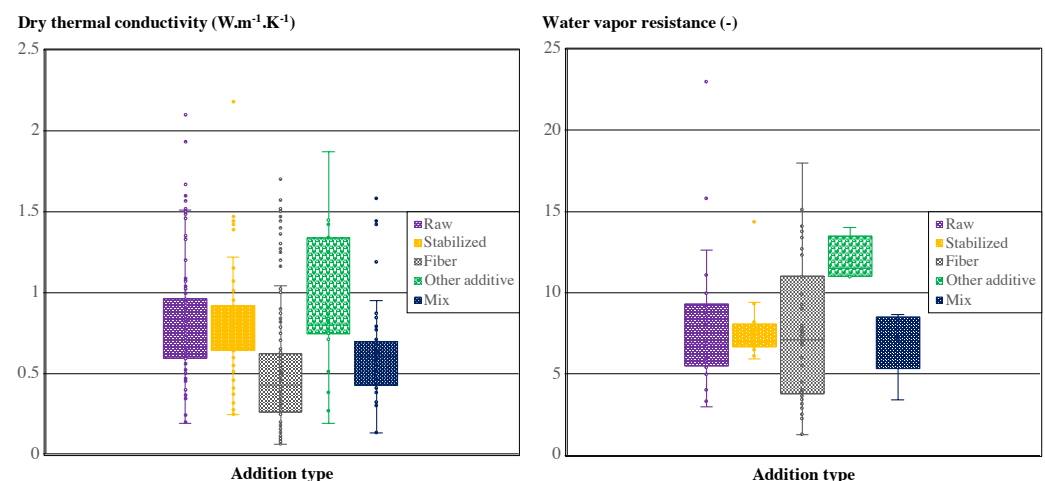 Dry thermal conductivity (W.m-1.K-1)
2.5
2
1.5
1
0.5
0
Raw
Stabilized
Fiber
Other additive
Mix
Addition type
Water vapor resistance (-)
25
20
15
10
5
0
Raw
Stabilized
Fiber
Other additive
Mix
Addition type